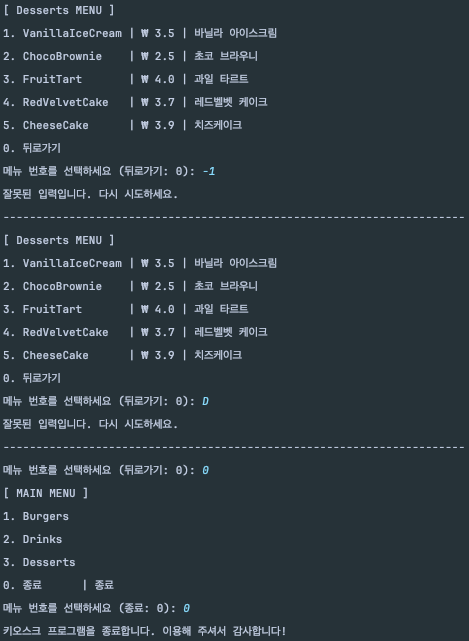 [ Desserts MENU ]
1. VanillaIceCream | ₩ 3.5 | 바닐라 아이스크림
2. ChocoBrownie    | ₩ 2.5 | 초코 브라우니
3. FruitTart       | ₩ 4.0 | 과일 타르트
4. RedVelvetCake   | ₩ 3.7 | 레드벨벳 케이크
5. CheeseCake      | ₩ 3.9 | 치즈케이크
0. 뒤로가기
메뉴 번호를 선택하세요 (뒤로가기: 0): -1
잘못된 입력입니다. 다시 시도하세요.
----------------------------------------------------------------------
[ Desserts MENU ]
1. VanillaIceCream | ₩ 3.5 | 바닐라 아이스크림
2. ChocoBrownie    | ₩ 2.5 | 초코 브라우니
3. FruitTart       | ₩ 4.0 | 과일 타르트
4. RedVelvetCake   | ₩ 3.7 | 레드벨벳 케이크
5. CheeseCake      | ₩ 3.9 | 치즈케이크
0. 뒤로가기
메뉴 번호를 선택하세요 (뒤로가기: 0): D
잘못된 입력입니다. 다시 시도하세요.
----------------------------------------------------------------------
메뉴 번호를 선택하세요 (뒤로가기: 0): 0
[ MAIN MENU ]
1. Burgers
2. Drinks
3. Desserts
0. 종료      | 종료
메뉴 번호를 선택하세요 (종료: 0): 0
키오스크 프로그램을 종료합니다. 이용해 주셔서 감사합니다!